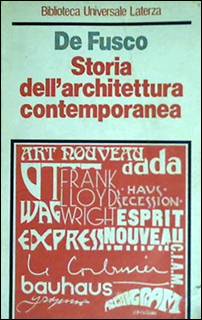 Biblioteca Universale Laterza
De Fusco
Storia
dell'architettura
contemporanea
ART NOUVEAU dada
FRANK
LLOYD
WRIGHT
HAUS
SECESSION
ESPRIT
NOUVEAU
WAG
EXPRESS
C.I.A.M.
Le Corbusier
bauhaus